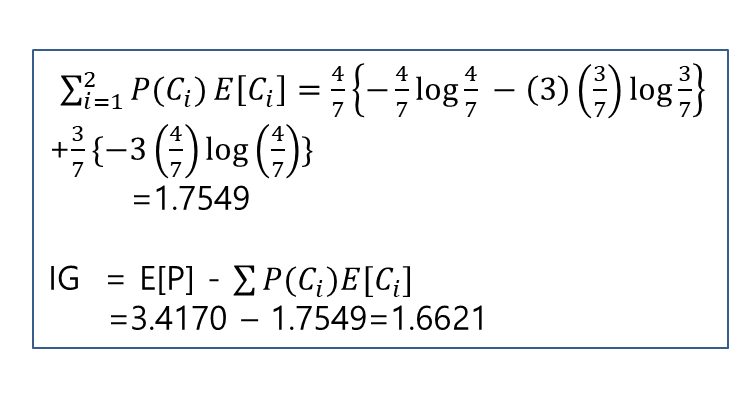 ∑_{i=1}^{2} P(C_i) E[C_i] = 4/7 {− 4/7 log 4/7 − (3) (3/7) log 3/7}
+ 3/7 {−3 (4/7) log (4/7)}
=1.7549
IG = E[P] - ∑ P(C_i)E[C_i]
=3.4170 − 1.7549=1.6621